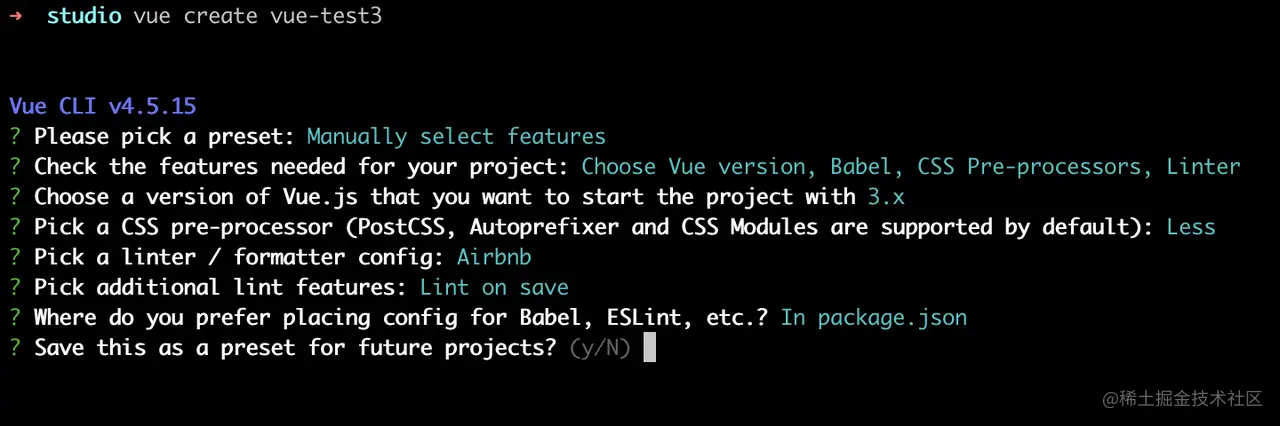 ➜ studio vue create vue-test3
Vue CLI v4.5.15
? Please pick a preset: Manually select features
? Check the features needed for your project: Choose Vue version, Babel, CSS Pre-processors, Linter
? Choose a version of Vue.js that you want to start the project with 3.x
? Pick a CSS pre-processor (PostCSS, Autoprefixer and CSS Modules are supported by default): Less
? Pick a linter / formatter config: Airbnb
? Pick additional lint features: Lint on save
? Where do you prefer placing config for Babel, ESLint, etc.? In package.json
? Save this as a preset for future projects? (y/N)
@稀土掘金技术社区